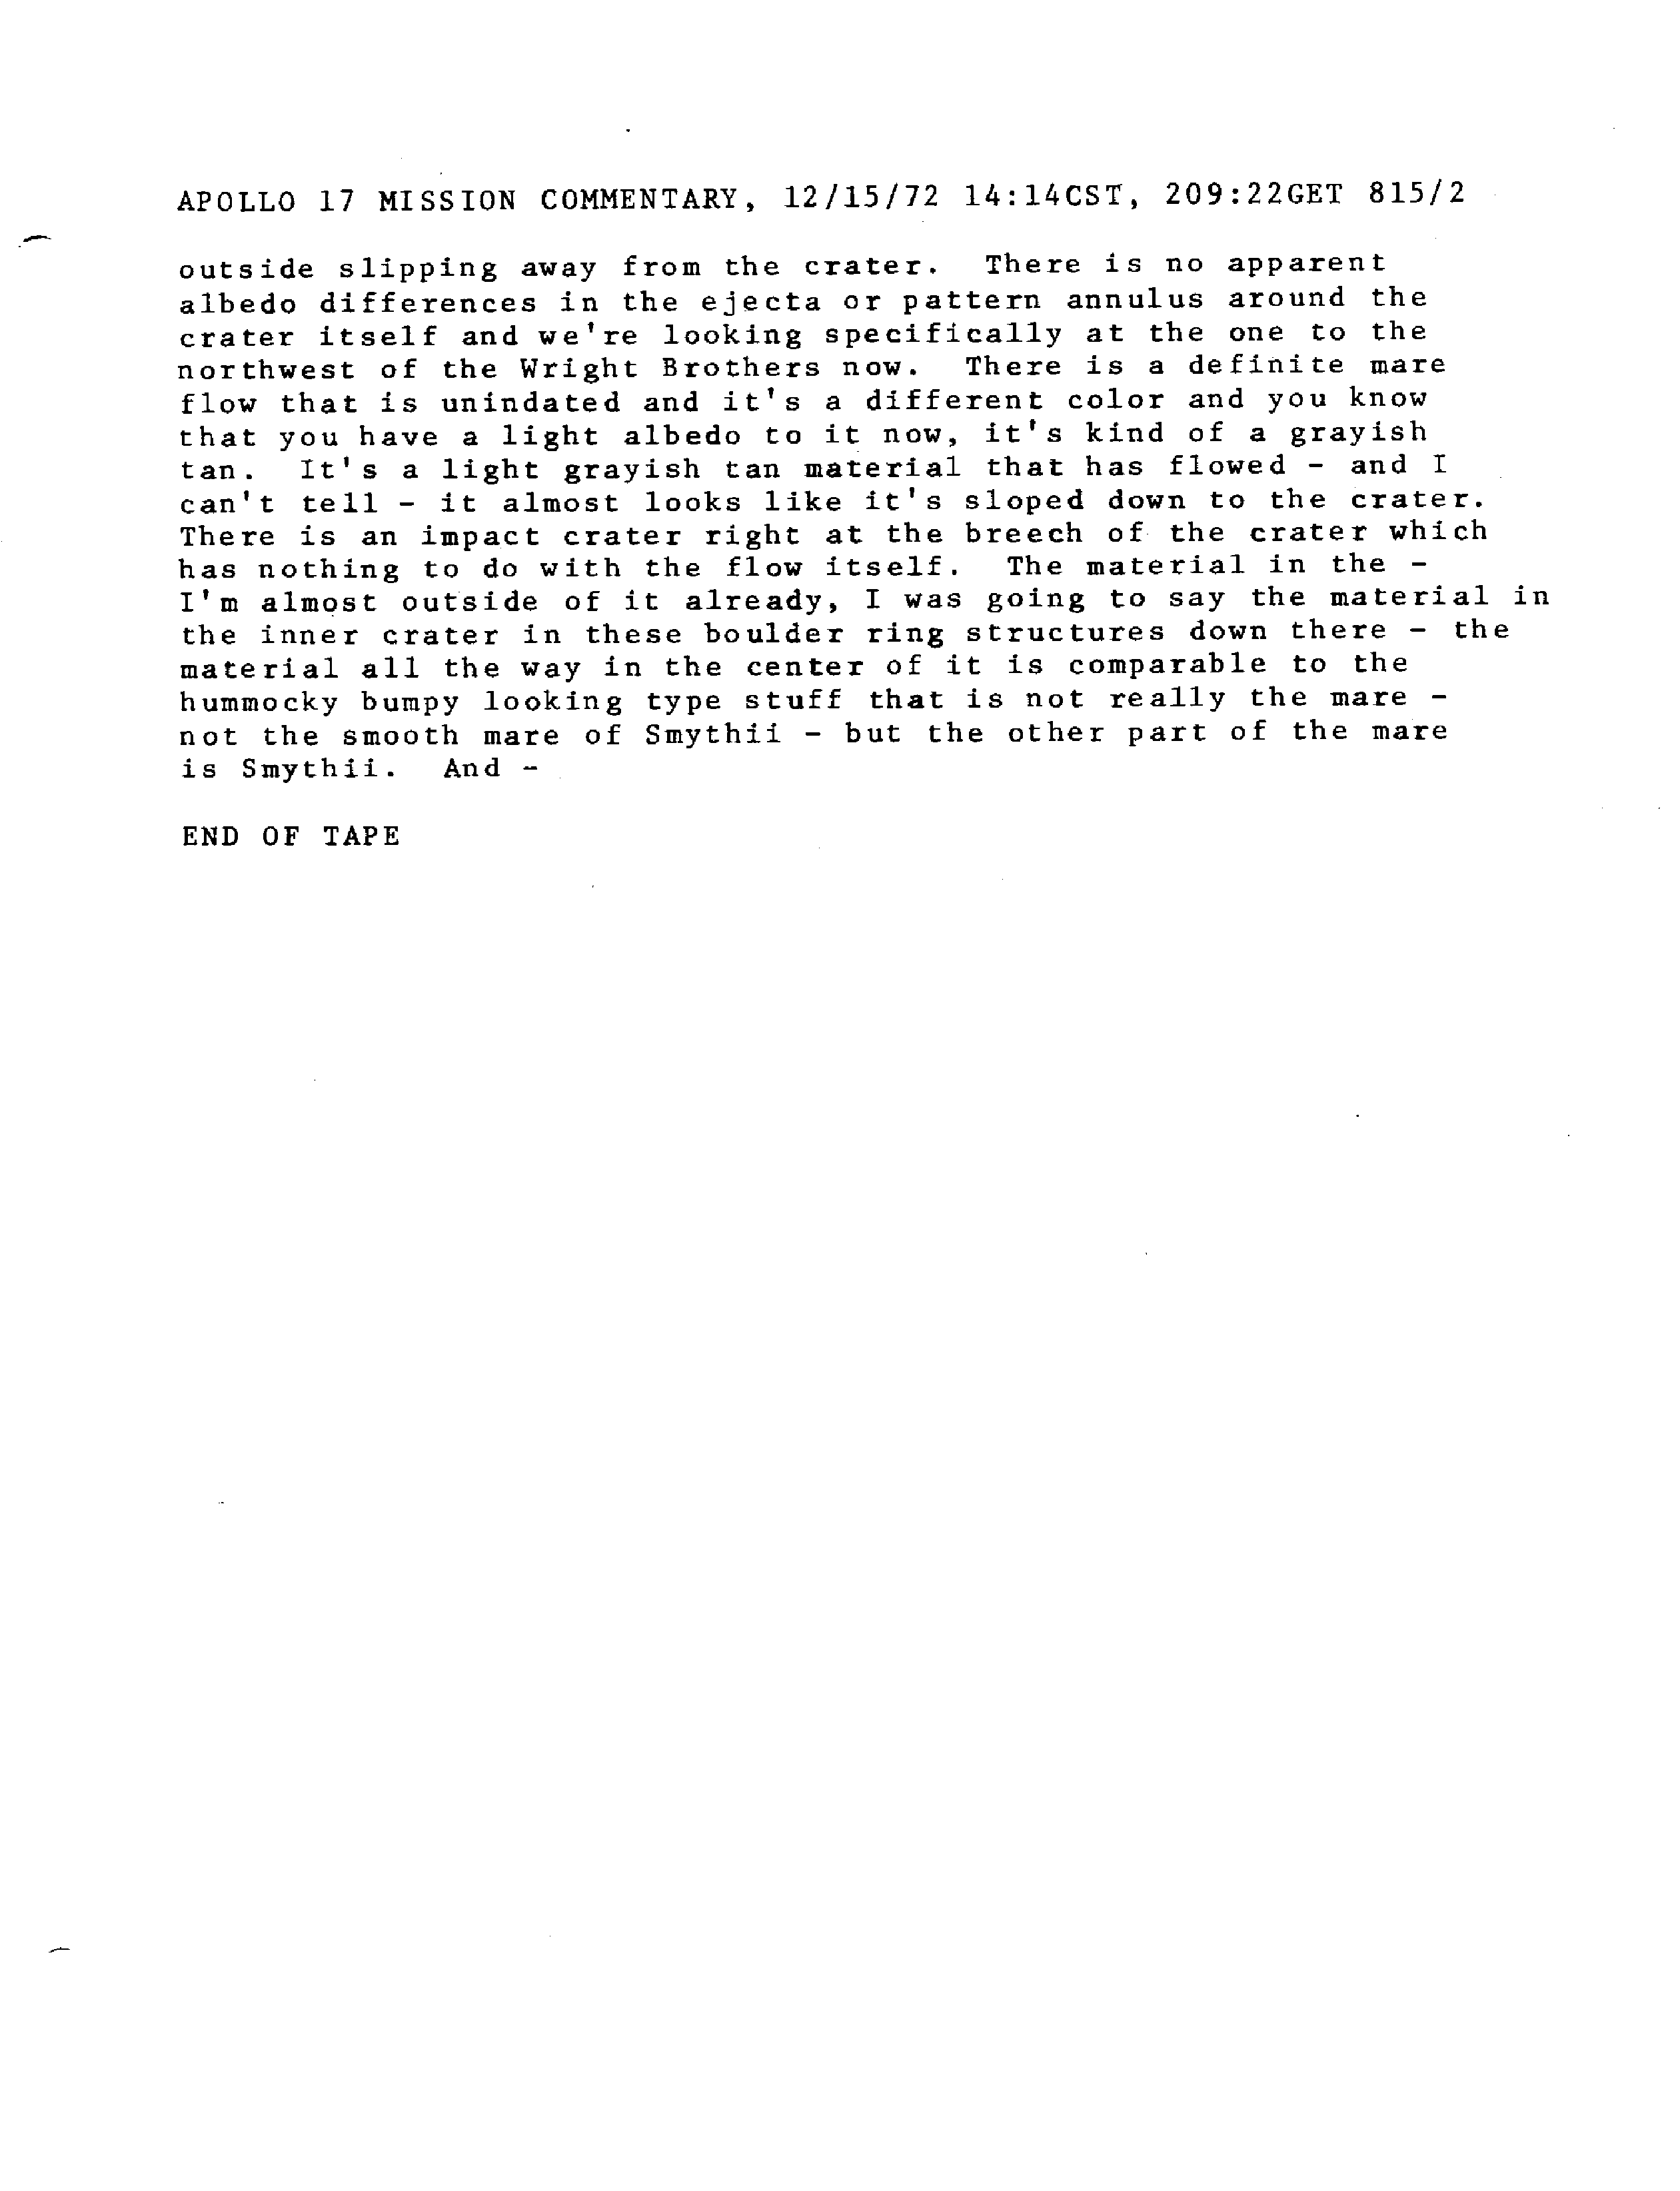 APOLLO 17 MISSION COMMENTARY, 12/15/72 14:14CST, 209:22GET 815/2
outside slipping away from the crater. There is no apparent
albedo differences in the ejecta or pattern annulus around the
crater itself and we're looking specifically at the one to the
northwest of the Wright Brothers now. There is a definite mare
flow that is unindated and it's a different color and you know
that you have a light albedo to it now, it's kind of a grayish
tan. It's a light grayish tan material that has flowed - and I
can't tell - it almost looks like it's sloped down to the crater.
There is an impact crater right at the breech of the crater which
has nothing to do with the flow itself. The material in the -
I'm almost outside of it already, I was going to say the material in
the inner crater in these boulder ring structures down there - the
material all the way in the center of it is comparable to the
hummocky bumpy looking type stuff that is not really the mare -
not the smooth mare of Smythii - but the other part of the mare
is Smythii. And -
END OF TAPE